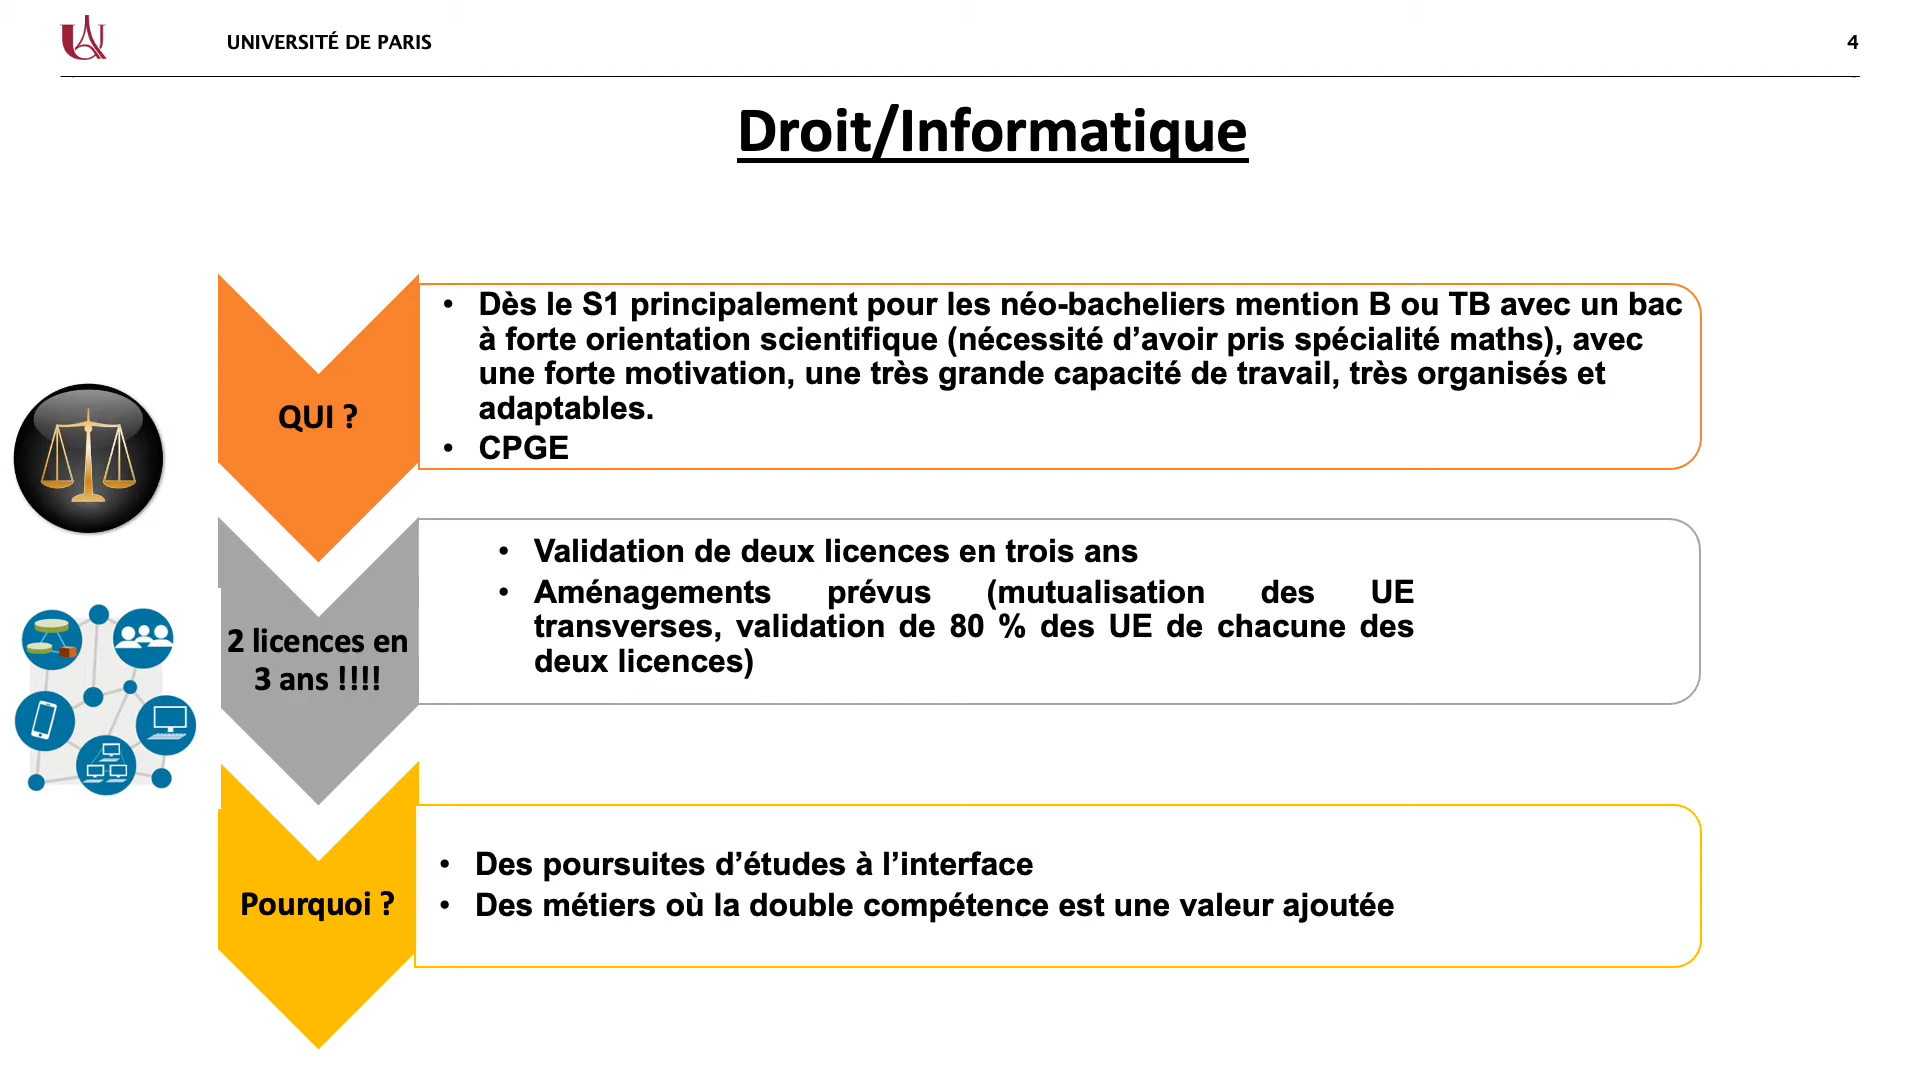 UNIVERSITÉ DE PARIS
4
Droit/Informatique
QUI ?
• Dès le S1 principalement pour les néo-bacheliers mention B ou TB avec un bac
à forte orientation scientifique (nécessité d’avoir pris spécialité maths), avec
une forte motivation, une très grande capacité de travail, très organisés et
adaptables.
• CPGE
2 licences en
3 ans !!!!
• Validation de deux licences en trois ans
• Aménagements prévus (mutualisation des UE
transverses, validation de 80 % des UE de chacune des
deux licences)
Pourquoi ?
• Des poursuites d’études à l’interface
• Des métiers où la double compétence est une valeur ajoutée